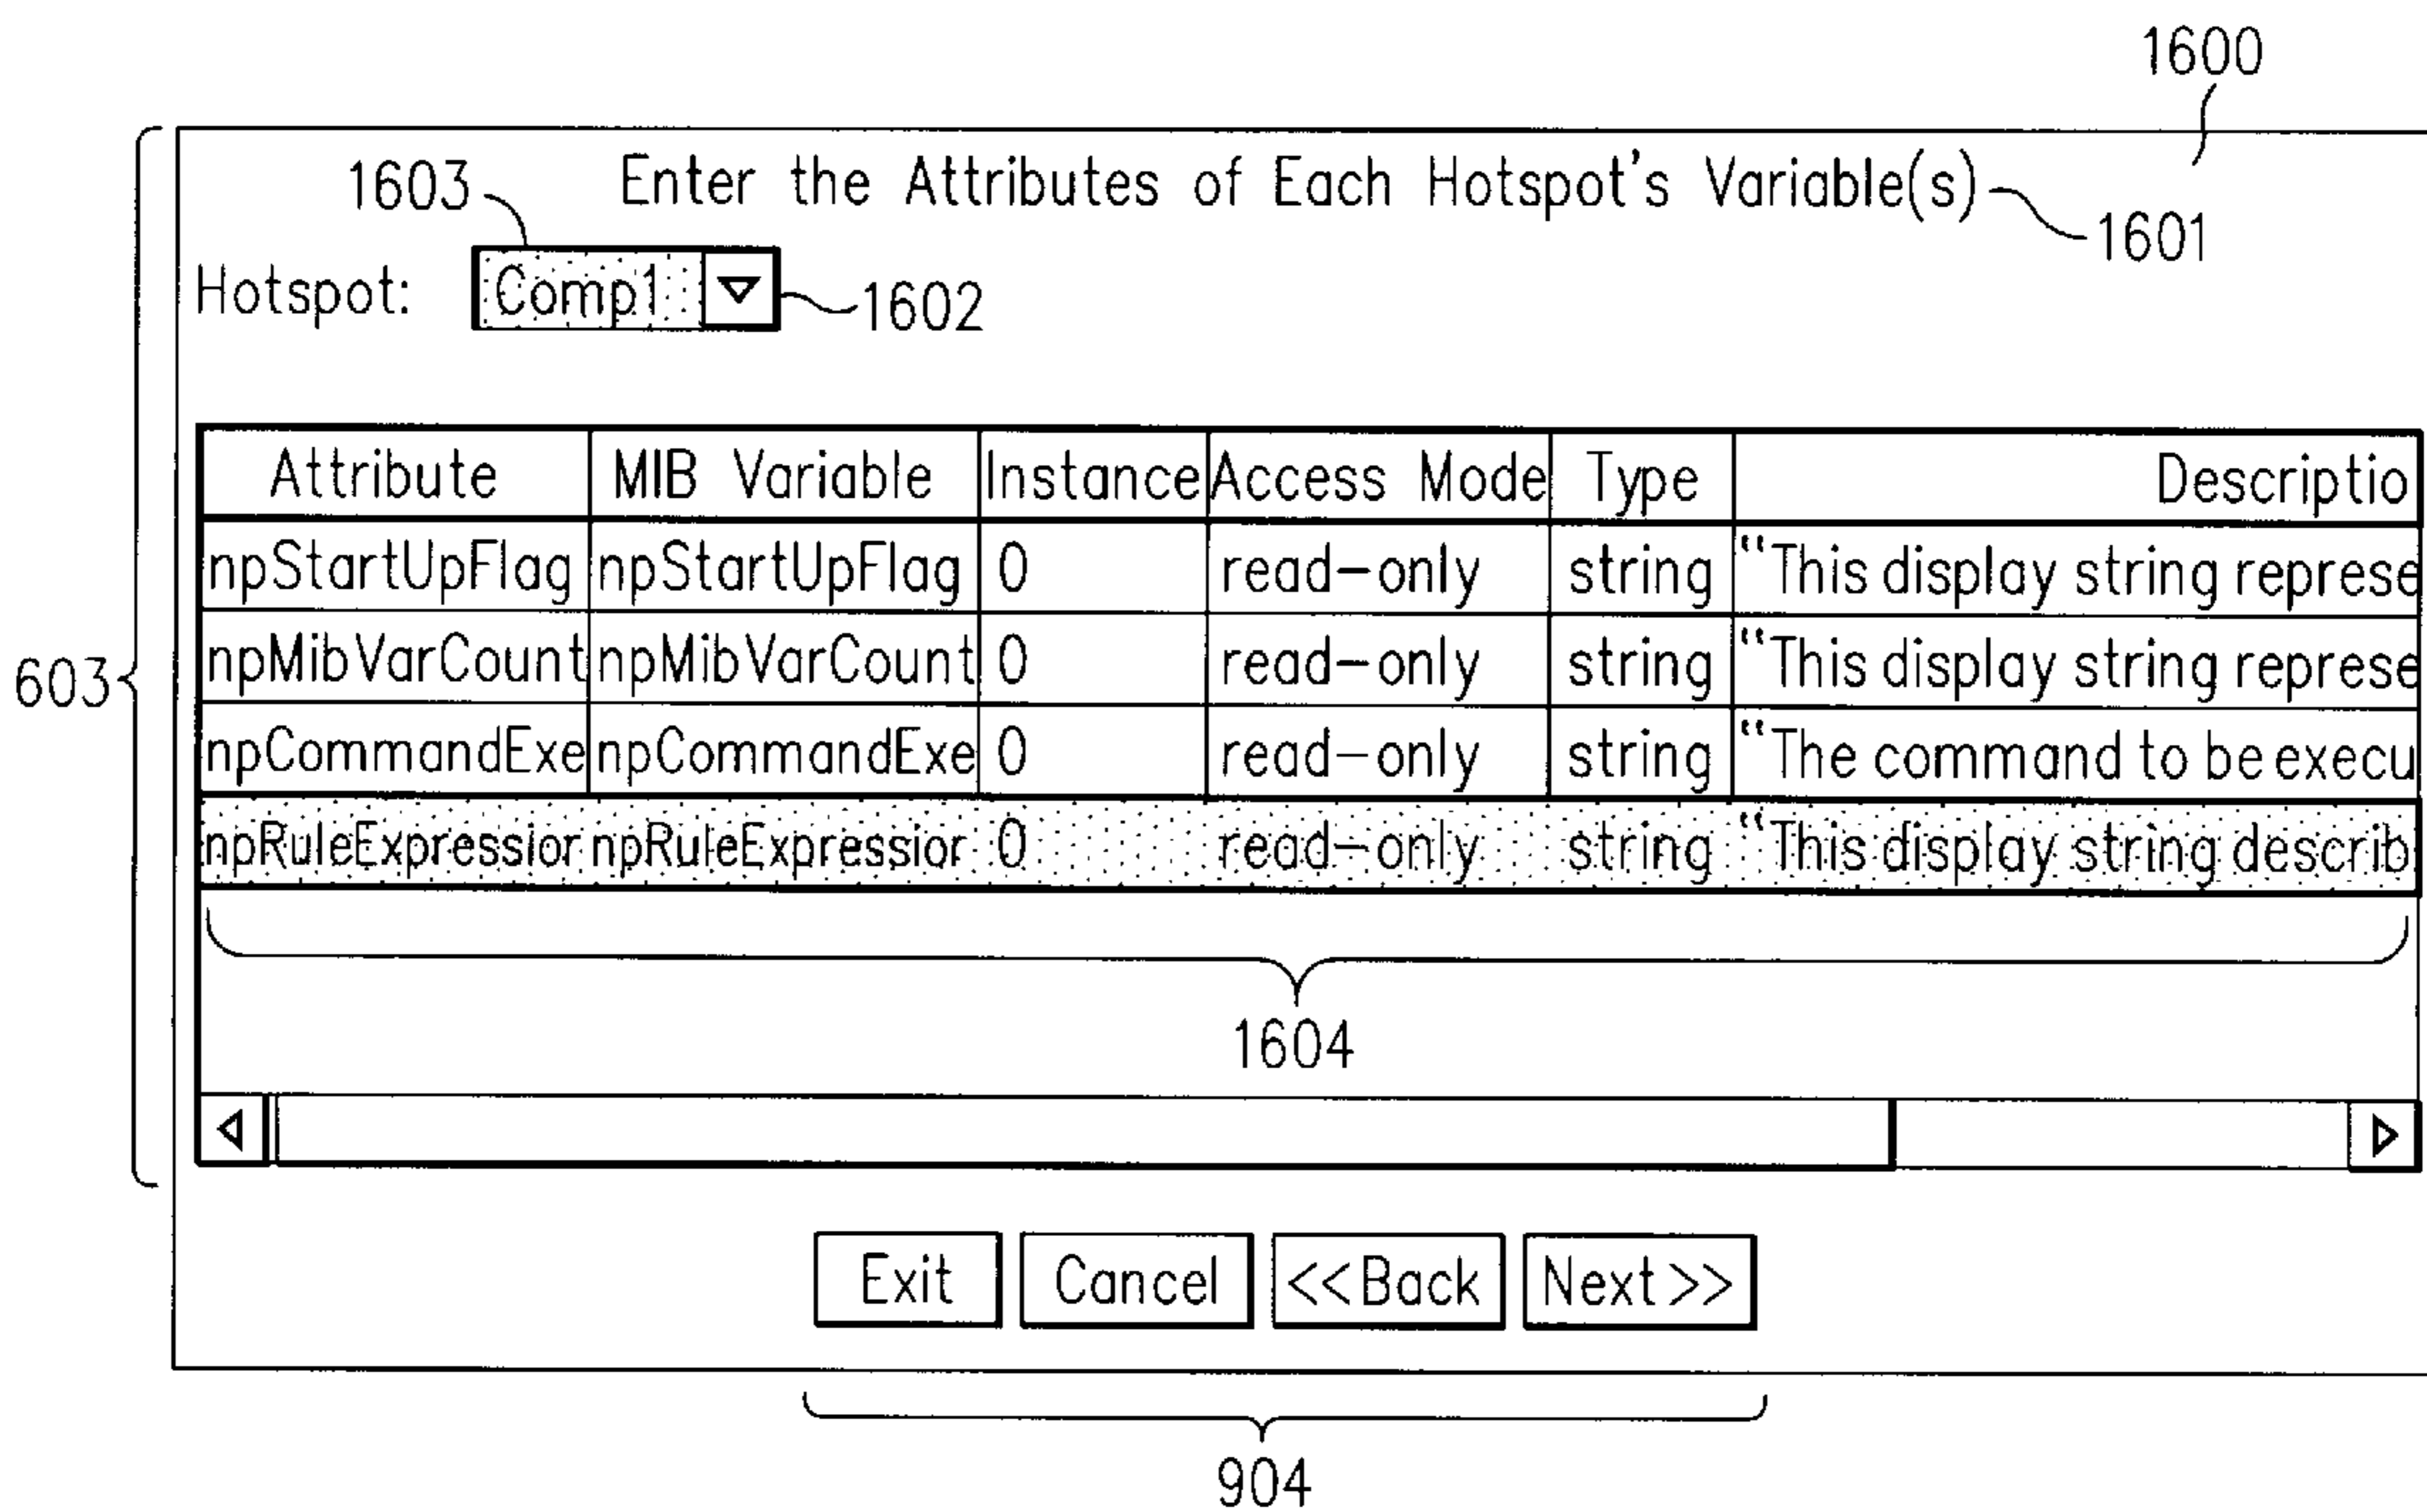 1600
1603 Enter the Attributes of Each Hotspot's Variable(s) 1601
Hotspot: Comp1 1602
Attribute MIB Variable Instance Access Mode Type Descriptio
npStartUpFlag npStartUpFlag 0 read-only string "This display string represe
npMibVarCount npMibVarCount 0 read-only string "This display string represe
603
npCommandExe npCommandExe 0 read-only string "The command to be execu
npRuleExpressior npRuleExpressior 0 read-only string "This display string describ
1604
Exit Cancel <<Back Next>>
904